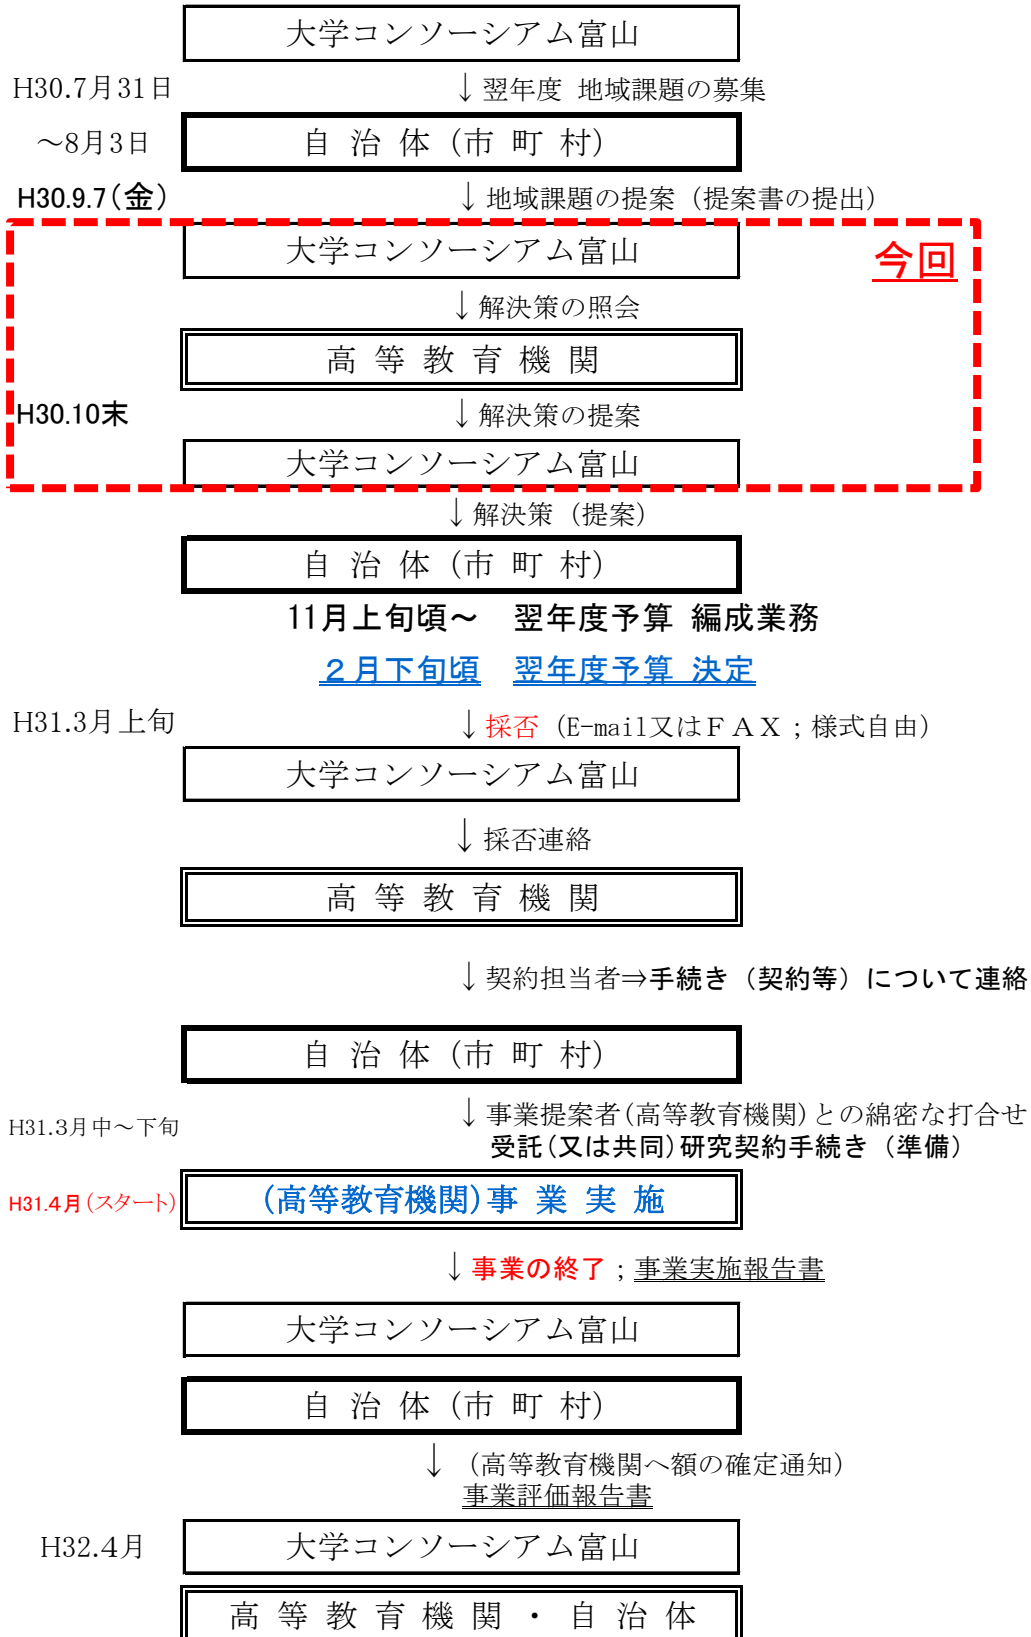 大学コンソーシアム富山
H30.7月31日 ↓翌年度 地域課題の募集
～8月3日 自 治 体（市 町 村）
H30.9.7（金） ↓地域課題の提案（提案書の提出）
大学コンソーシアム富山 今回
↓解決策の照会
高 等 教 育 機 関
H30.10末 ↓解決策の提案
大学コンソーシアム富山
↓解決策（提案）
自 治 体（市 町 村）
11月上旬頃～ 翌年度予算 編成業務
２月下旬頃 翌年度予算 決定
H31.3月上旬 ↓採否（E-mail又はＦＡＸ；様式自由）
大学コンソーシアム富山
↓採否連絡
高 等 教 育 機 関
↓契約担当者⇒手続き（契約等）について連絡
自 治 体（市 町 村）
H31.3月中～下旬 ↓事業提案者（高等教育機関）との綿密な打合せ
受託（又は共同）研究契約手続き（準備）
H31.4月（スタート） （高等教育機関）事 業 実 施
↓事業の終了；事業実施報告書
大学コンソーシアム富山
自 治 体（市 町 村）
↓ （高等教育機関へ額の確定通知）
事業評価報告書
H32.4月 大学コンソーシアム富山
高 等 教 育 機 関 ・ 自 治 体